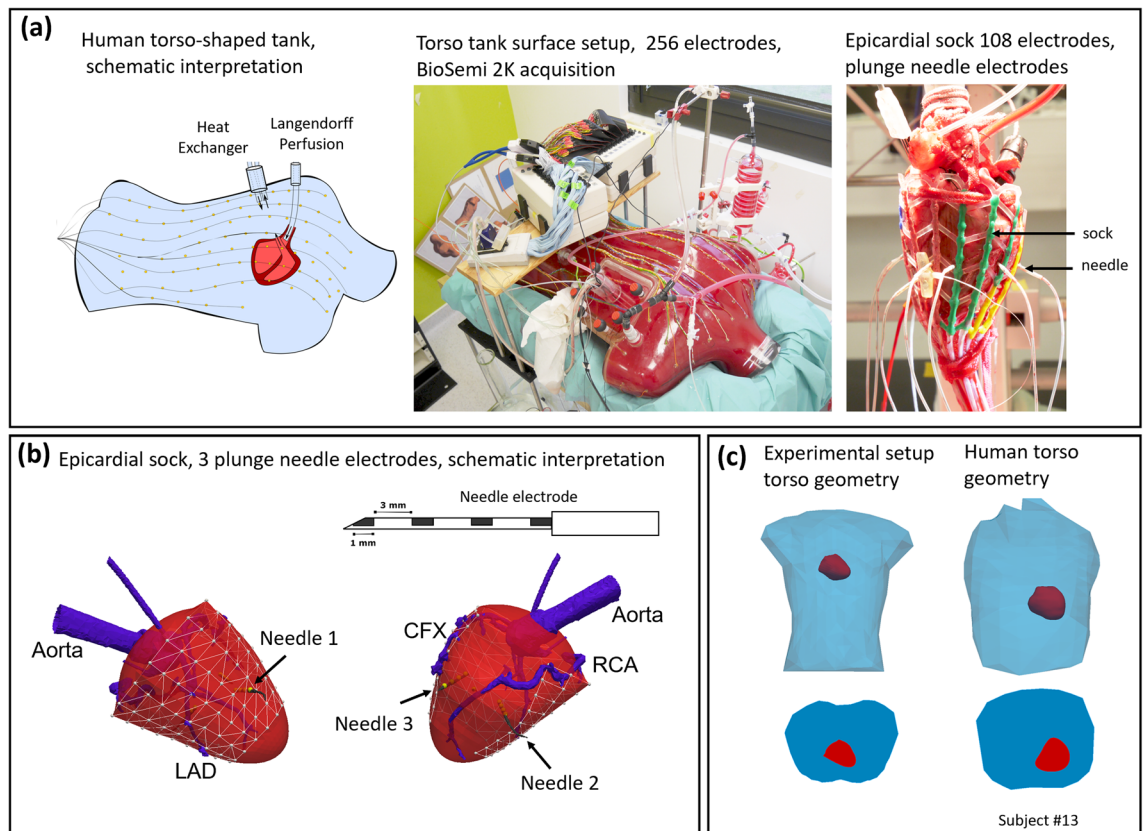 (a)
Human torso-shaped tank,
schematic interpretation
Heat
Exchanger
Langendorff
Perfusion
Torso tank surface setup, 256 electrodes,
BioSemi 2K acquisition
Epicardial sock 108 electrodes,
plunge needle electrodes
sock
needle
(b) Epicardial sock, 3 plunge needle electrodes, schematic interpretation
Needle electrode
3 mm
1 mm
Aorta
Needle 1
LAD
CFX
Aorta
RCA
Needle 3
Needle 2
(c)
Experimental setup
torso geometry
Human torso
geometry
Subject #13